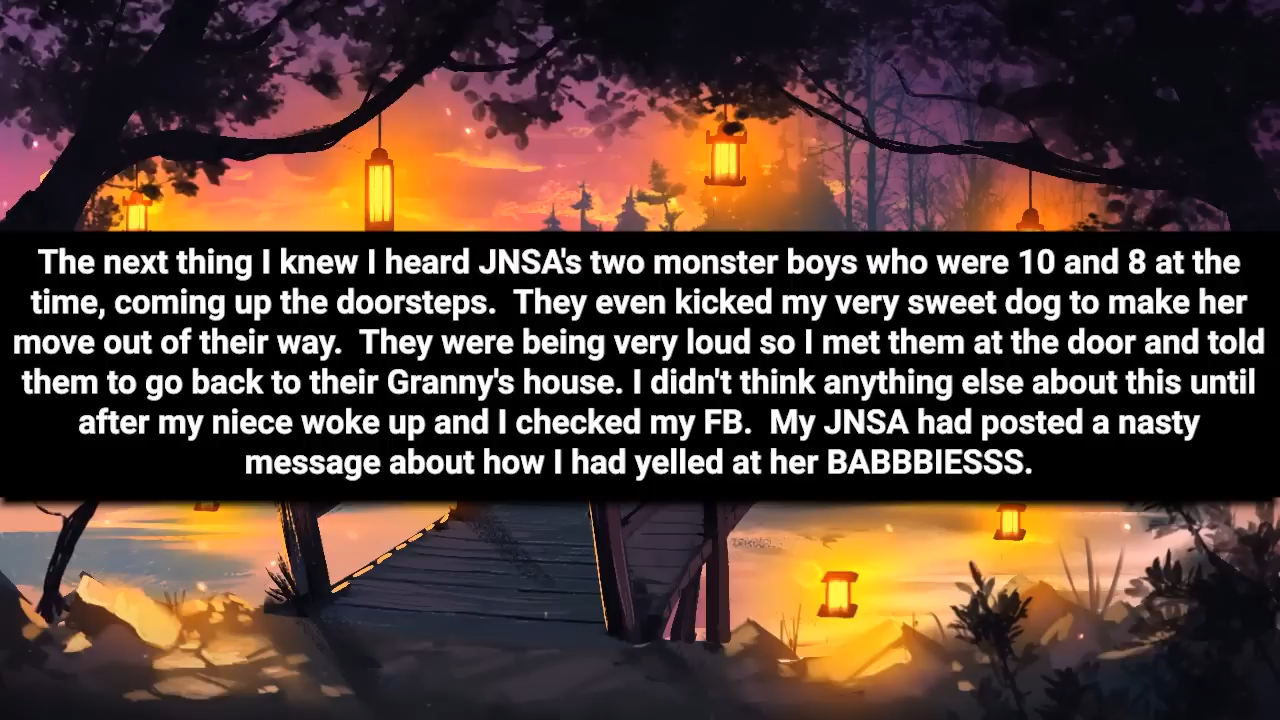 The next thing I knew I heard JNSA's two monster boys who were 10 and 8 at the
time, coming up the doorsteps.  They even kicked my very sweet dog to make her
move out of their way.  They were being very loud so I met them at the door and told
them to go back to their Granny's house. I didn't think anything else about this until
after my niece woke up and I checked my FB.  My JNSA had posted a nasty
message about how I had yelled at her BABBBIESSS.